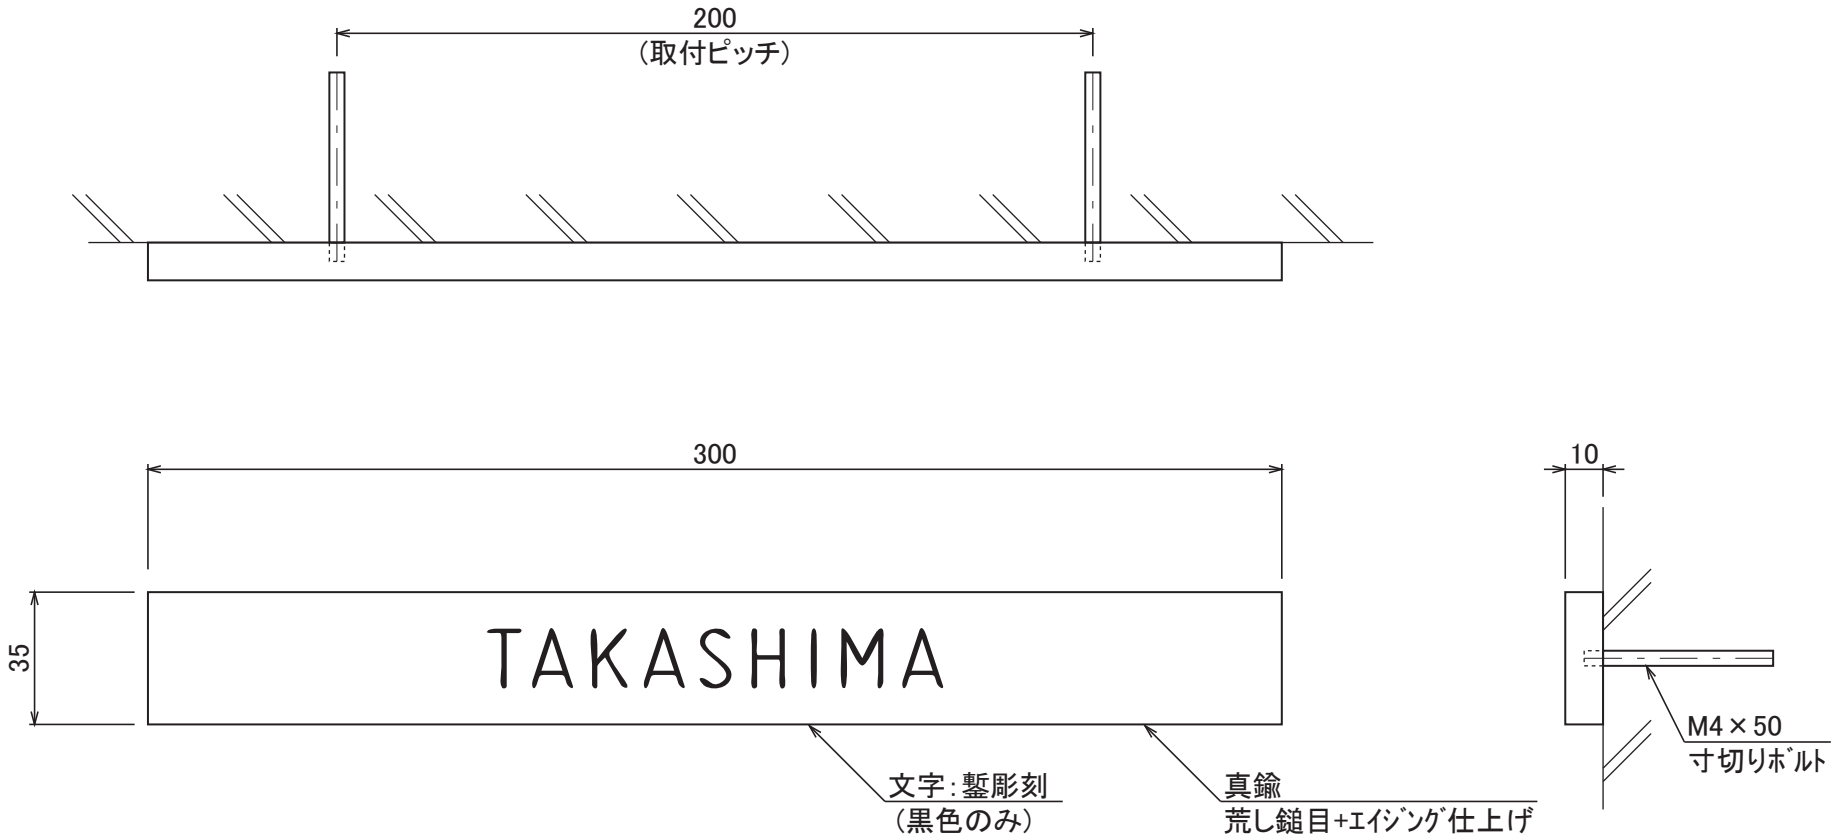 200
(取付ピッチ)
300
10
35
TAKASHIMA
M4×50
寸切りﾎﾞﾙﾄ
文字:鏨彫刻
(黒色のみ)
真鍮
荒し鎚目+ｴｲｼﾞﾝｸﾞ仕上げ